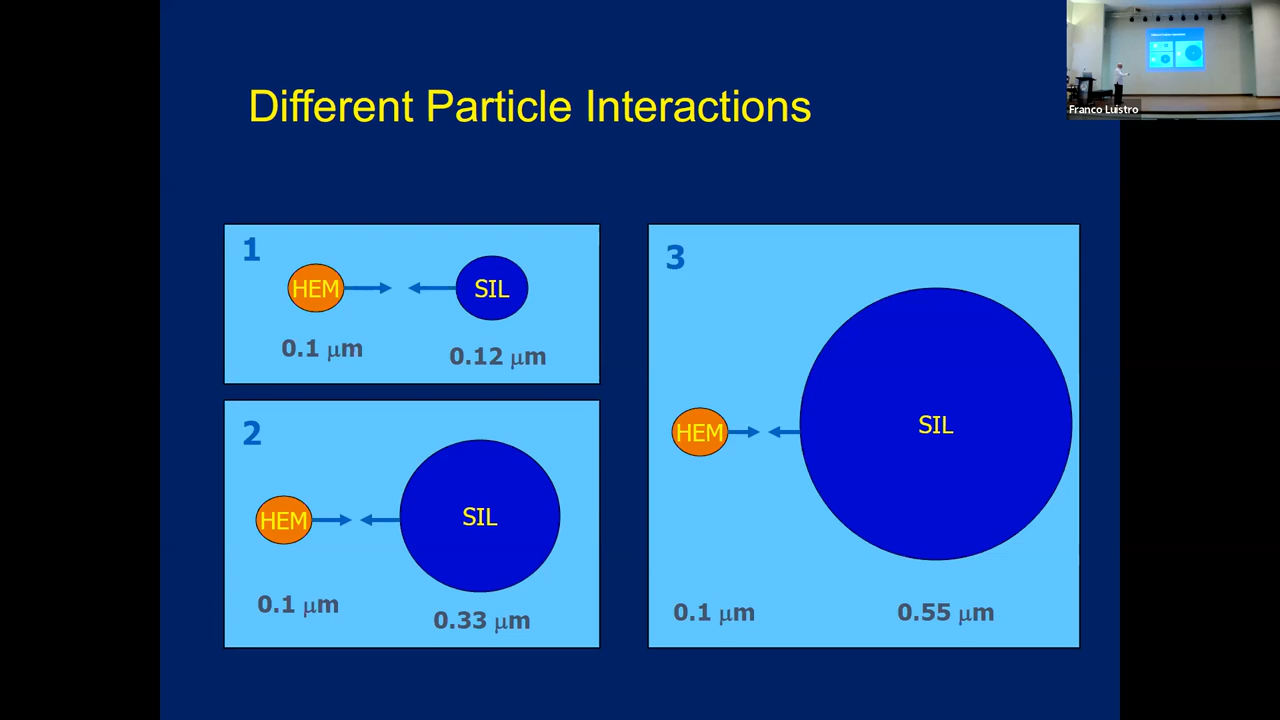 Different Particle Interactions
Franco Luistro
1
HEM
SIL
0.1 μm
0.12 μm
2
HEM
SIL
0.1 μm
0.33 μm
3
HEM
SIL
0.1 μm
0.55 μm